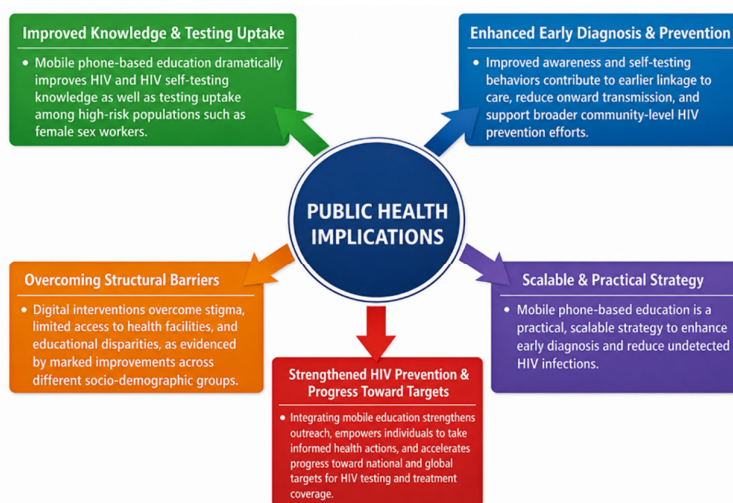 Improved Knowledge & Testing Uptake
• Mobile phone-based education dramatically
improves HIV and HIV self-testing
knowledge as well as testing uptake
among high-risk populations such as
female sex workers.
Enhanced Early Diagnosis & Prevention
• Improved awareness and self-testing
behaviors contribute to earlier linkage to
care, reduce onward transmission, and
support broader community-level HIV
prevention efforts.
PUBLIC HEALTH
IMPLICATIONS
Overcoming Structural Barriers
• Digital interventions overcome stigma,
limited access to health facilities, and
educational disparities, as evidenced
by marked improvements across
different socio-demographic groups.
Scalable & Practical Strategy
• Mobile phone-based education is a
practical, scalable strategy to enhance
early diagnosis and reduce undetected
HIV infections.
Strengthened HIV Prevention &
Progress Toward Targets
• Integrating mobile education strengthens
outreach, empowers individuals to take
informed health actions, and accelerates
progress toward national and global
targets for HIV testing and treatment
coverage.